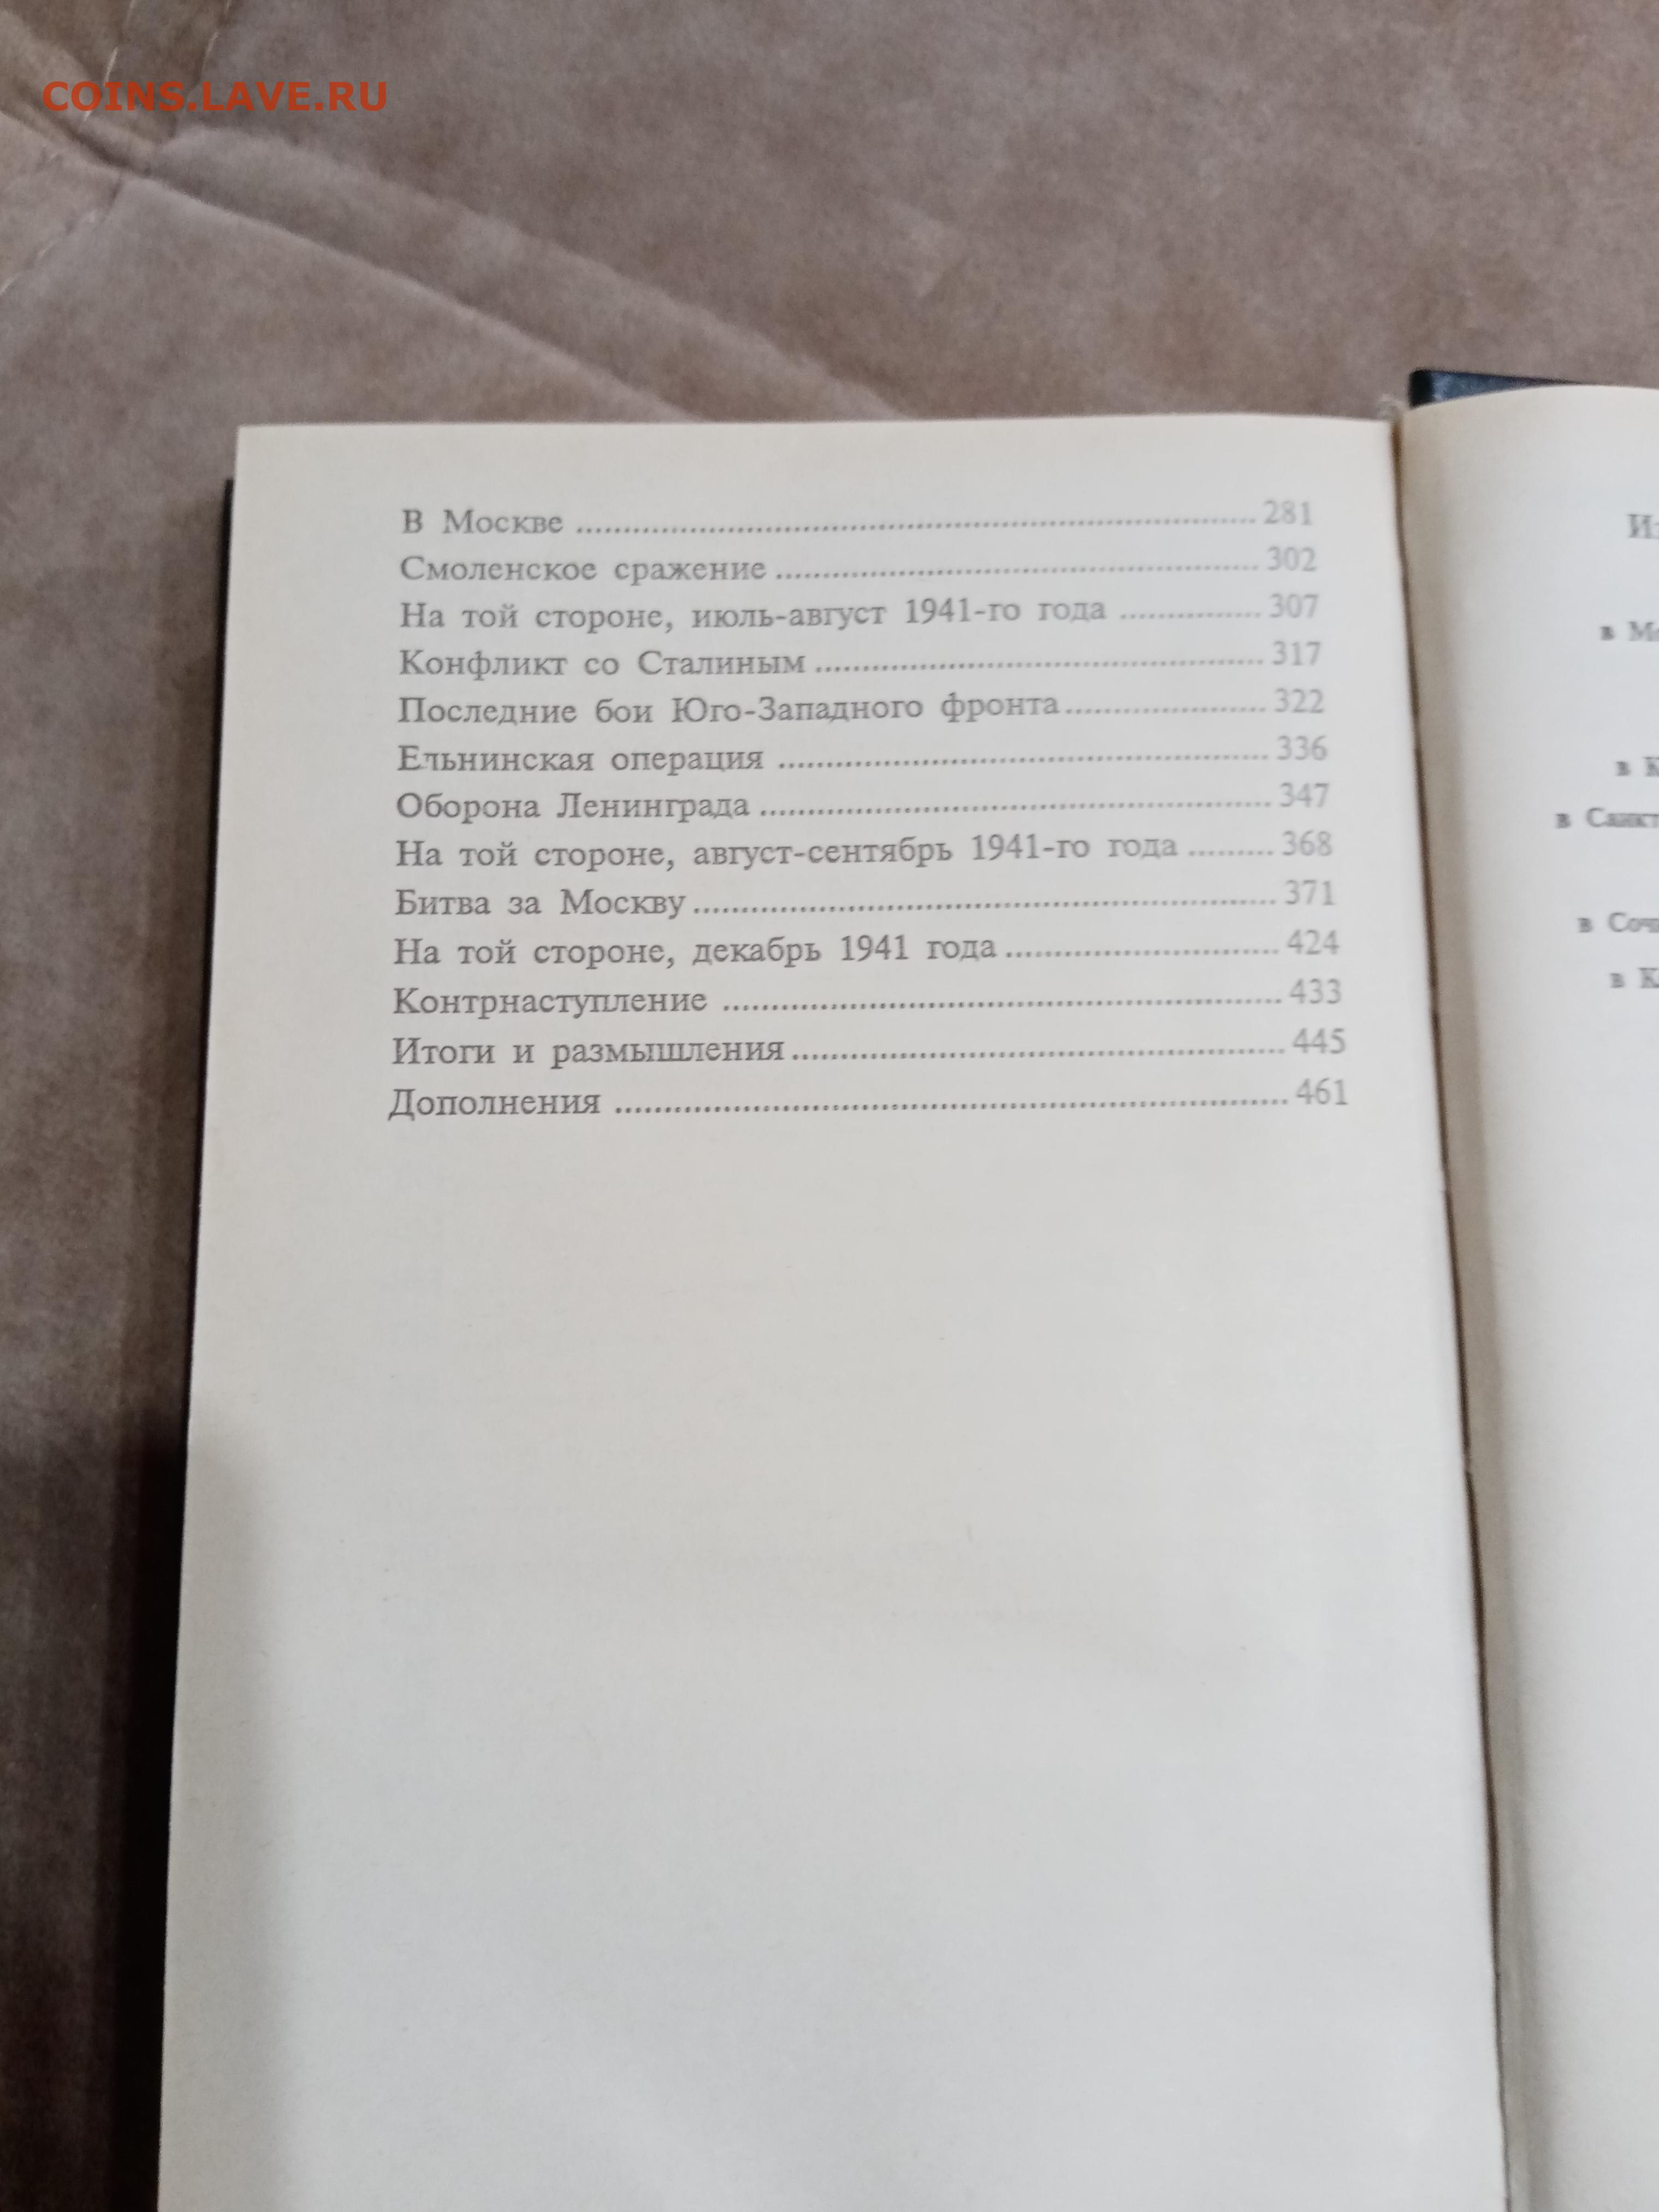 COINS.LAVE.RU
В Москве ........ 281
Смоленское сражение ........ 302
На той стороне, июль-август 1941-го года ........ 307
Конфликт со Сталиным ........ 317
Последние бои Юго-Западного фронта ........ 322
Ельнинская операция ........ 336
Оборона Ленинграда ........ 347
На той стороне, август-сентябрь 1941-го года ........ 368
Битва за Москву ........ 371
На той стороне, декабрь 1941 года ........ 424
Контрнаступление ........ 433
Итоги и размышления ........ 445
Дополнения ........ 461
в
в
в
в
в